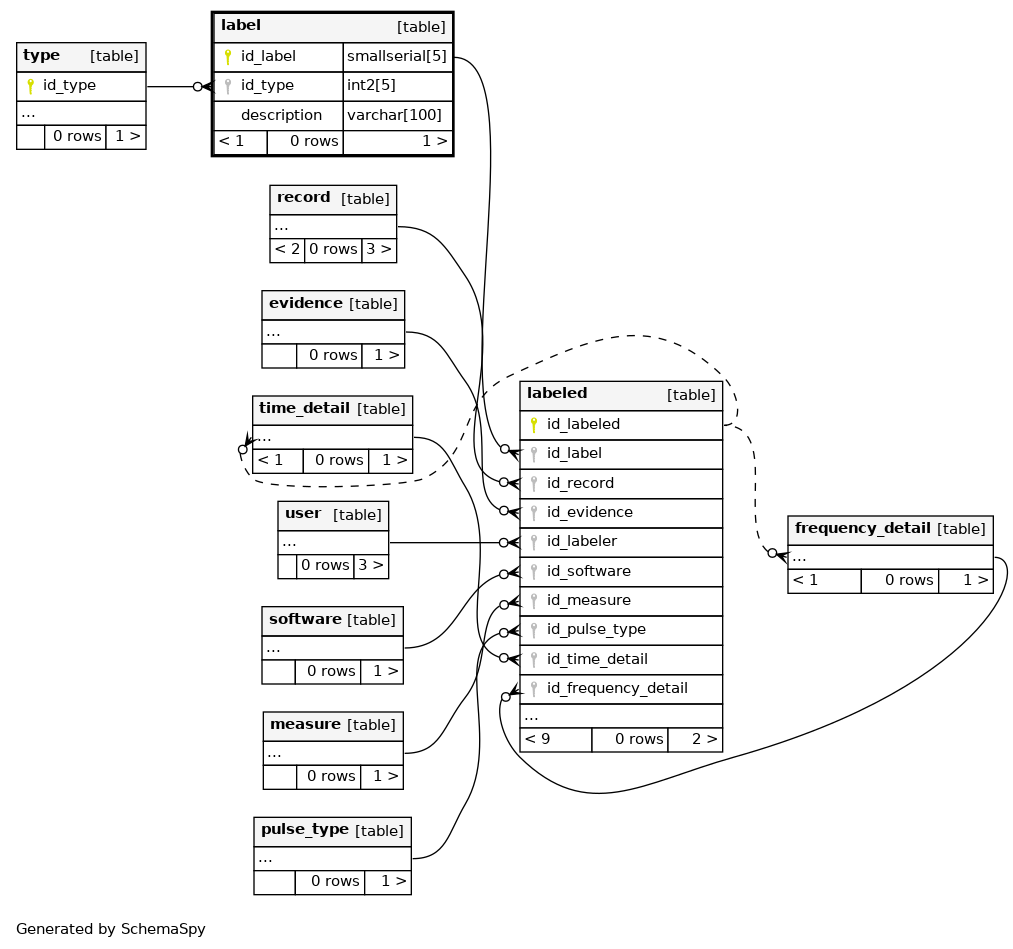 type [table]
id_type
...
0 rows 1 >
label [table]
id_label smallserial[5]
id_type int2[5]
description varchar[100]
< 1 0 rows 1 >
record [table]
...
< 2 0 rows 3 >
evidence [table]
...
0 rows 1 >
time_detail [table]
...
< 1 0 rows 1 >
user [table]
...
0 rows 3 >
software [table]
...
0 rows 1 >
measure [table]
...
0 rows 1 >
pulse_type [table]
...
0 rows 1 >
labeled [table]
id_labeled
id_label
id_record
id_evidence
id_labeler
id_software
id_measure
id_pulse_type
id_time_detail
id_frequency_detail
...
< 9 0 rows 2 >
frequency_detail [table]
...
< 1 0 rows 1 >
Generated by SchemaSpy